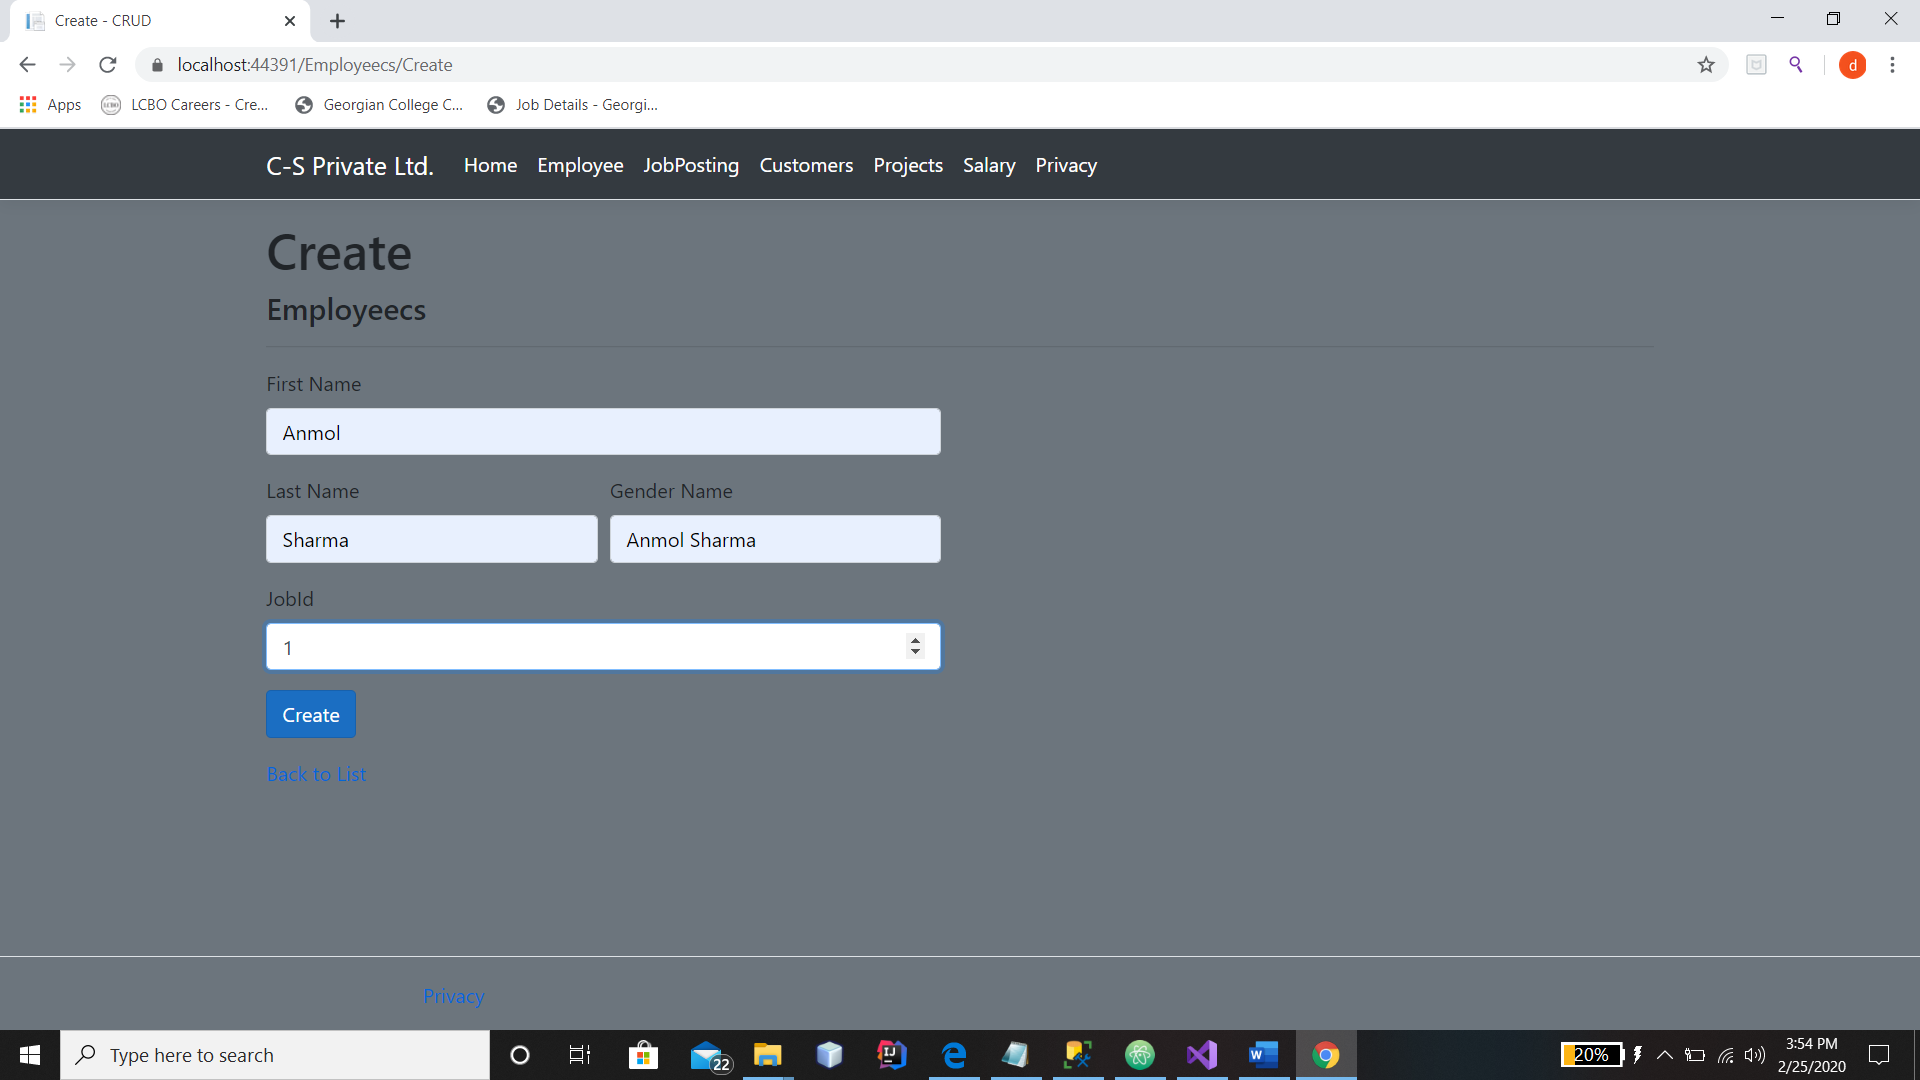 Create - CRUD
localhost:44391/Employeecs/Create
d
Apps LCBO Careers - Cre... Georgian College C... Job Details - Georgi...
C-S Private Ltd. Home Employee JobPosting Customers Projects Salary Privacy
Create
Employeecs
First Name
Anmol
Last Name Gender Name
Sharma Anmol Sharma
JobId
1
Create
Back to List
Privacy
Type here to search
22
20%
3:54 PM
2/25/2020